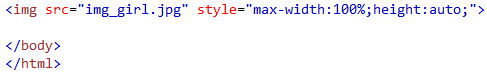 <img src="img_girl.jpg" style="max-width:100%;height:auto;">
</body>
</html>